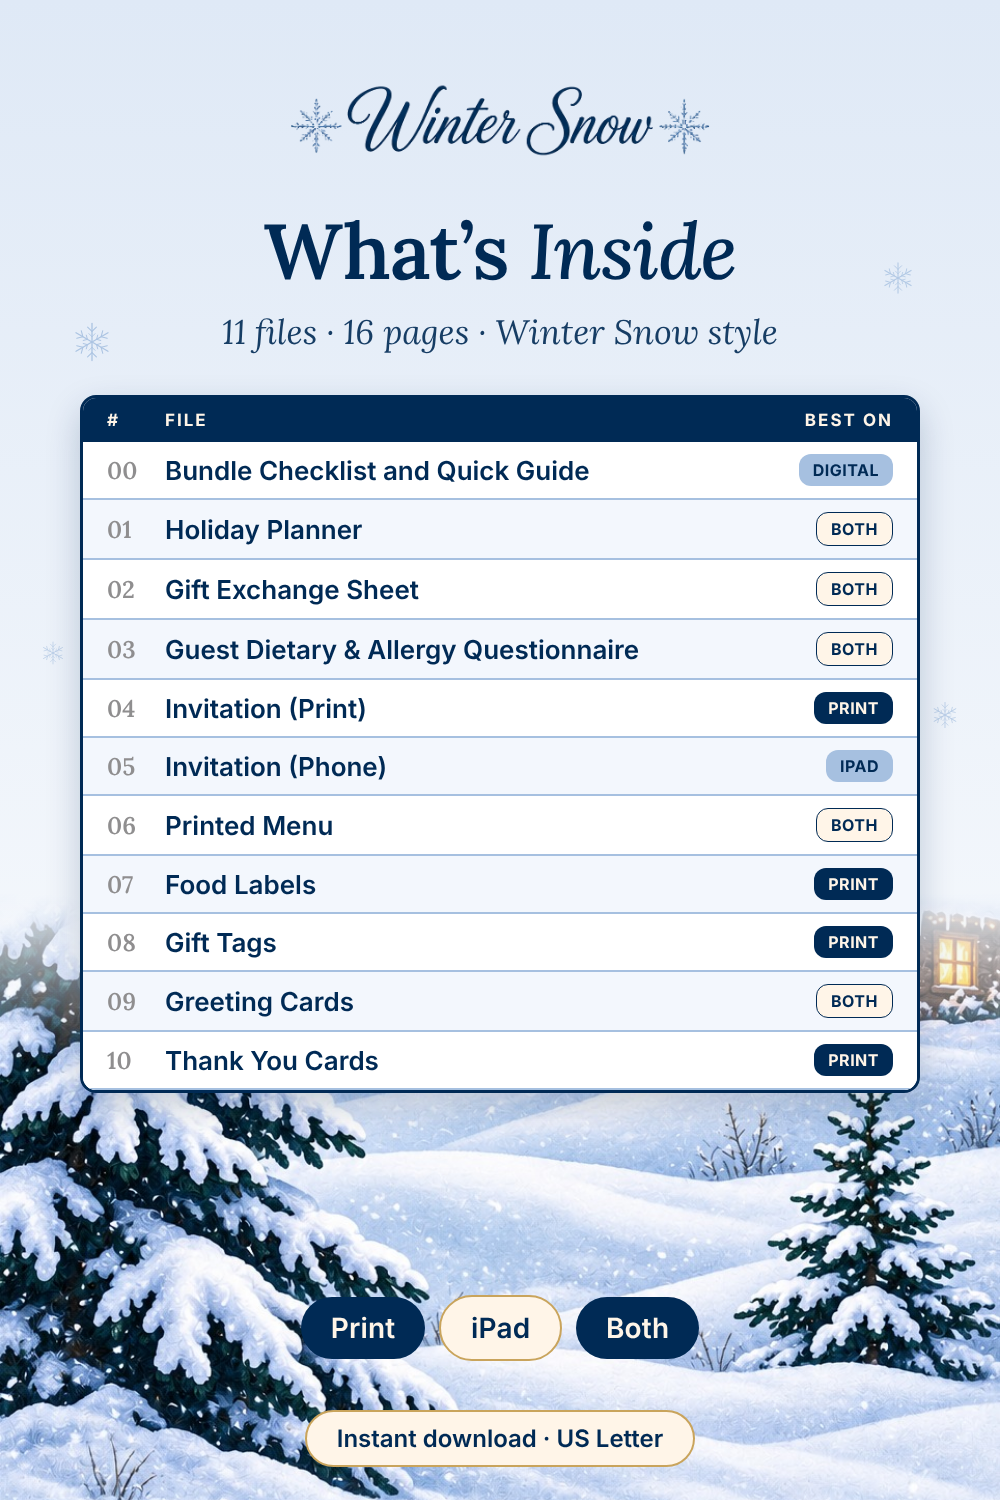 Winter Snow
What's Inside
11 files · 16 pages · Winter Snow style
# FILE BEST ON
00 Bundle Checklist and Quick Guide DIGITAL
01 Holiday Planner BOTH
02 Gift Exchange Sheet BOTH
03 Guest Dietary & Allergy Questionnaire BOTH
04 Invitation (Print) PRINT
05 Invitation (Phone) IPAD
06 Printed Menu BOTH
07 Food Labels PRINT
08 Gift Tags PRINT
09 Greeting Cards BOTH
10 Thank You Cards PRINT
Print iPad Both
Instant download · US Letter